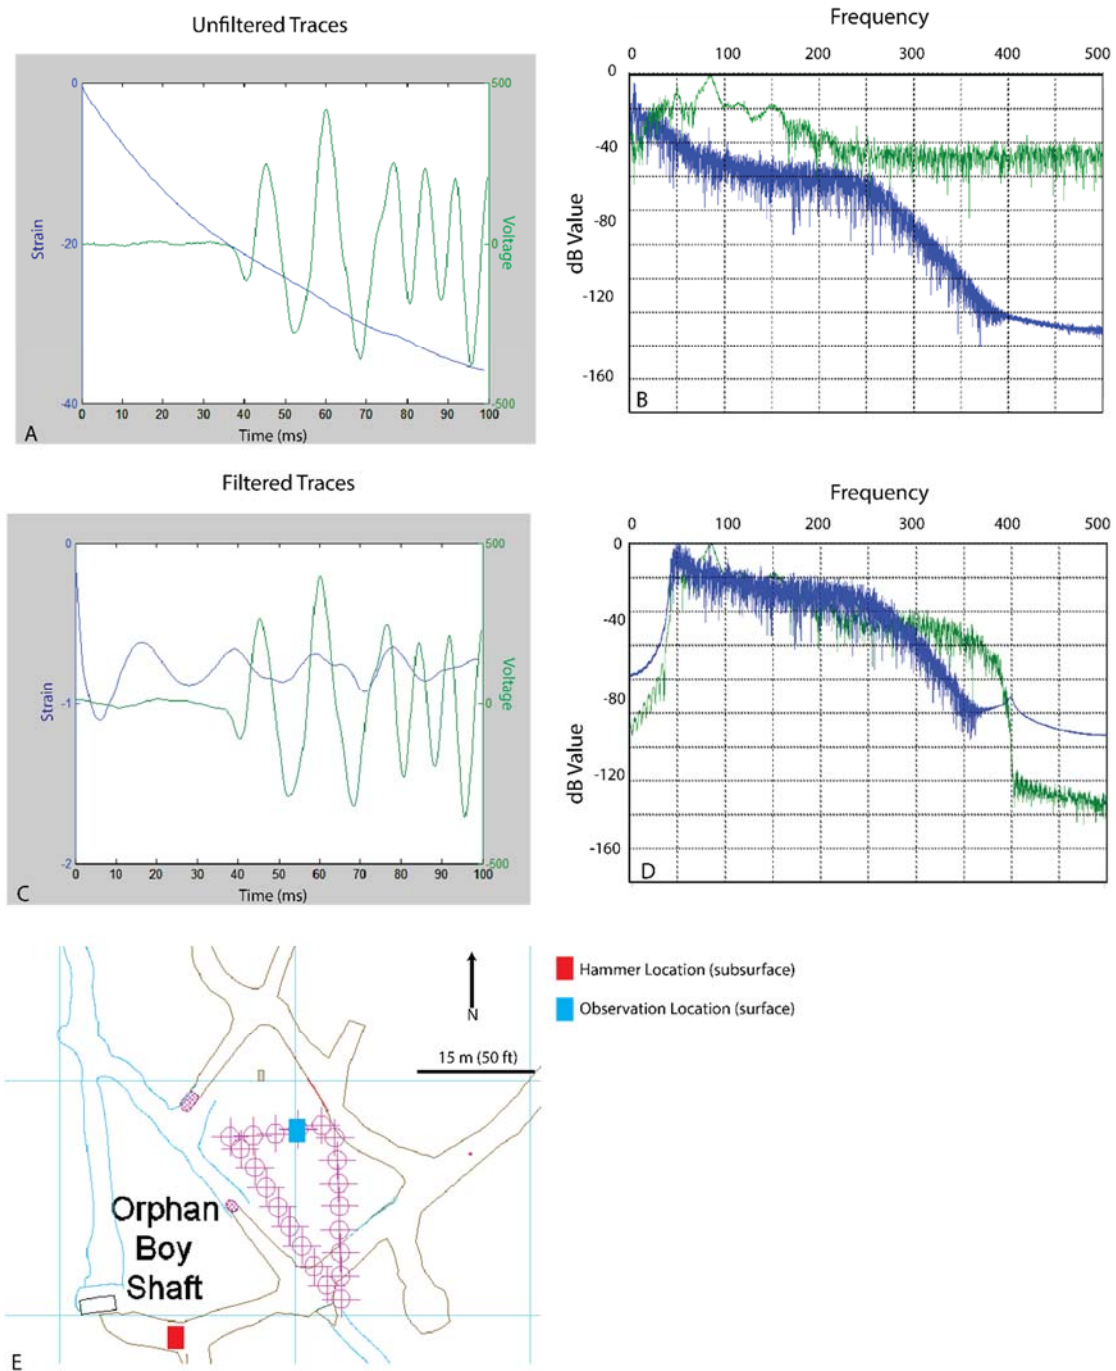 Unfiltered Traces
Frequency
0 100 200 300 400 500
0
-20
-40
Strain
500
0
-500
Voltage
0 10 20 30 40 50 60 70 80 90 100
Time (ms)
A
0
-40
-80
-120
-160
dB Value
B
Filtered Traces
Frequency
0 100 200 300 400 500
0
-1
-2
Strain
500
0
-500
Voltage
0 10 20 30 40 50 60 70 80 90 100
Time (ms)
C
0
-40
-80
-120
-160
dB Value
D
Hammer Location (subsurface)
Observation Location (surface)
N
15 m (50 ft)
Orphan
Boy
Shaft
E